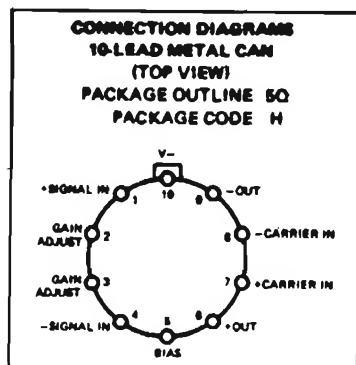 CONNECTION DIAGRAMS
10-LEAD METAL CAN
(TOP VIEW)
PACKAGE OUTLINE 5Q
PACKAGE CODE H
V-
+SIGNAL IN 1 10 9 -OUT
GAIN ADJUST 2 8 -CARRIER IN
GAIN ADJUST 3 7 +CARRIER IN
-SIGNAL IN 4 5 6 +OUT
BIAS